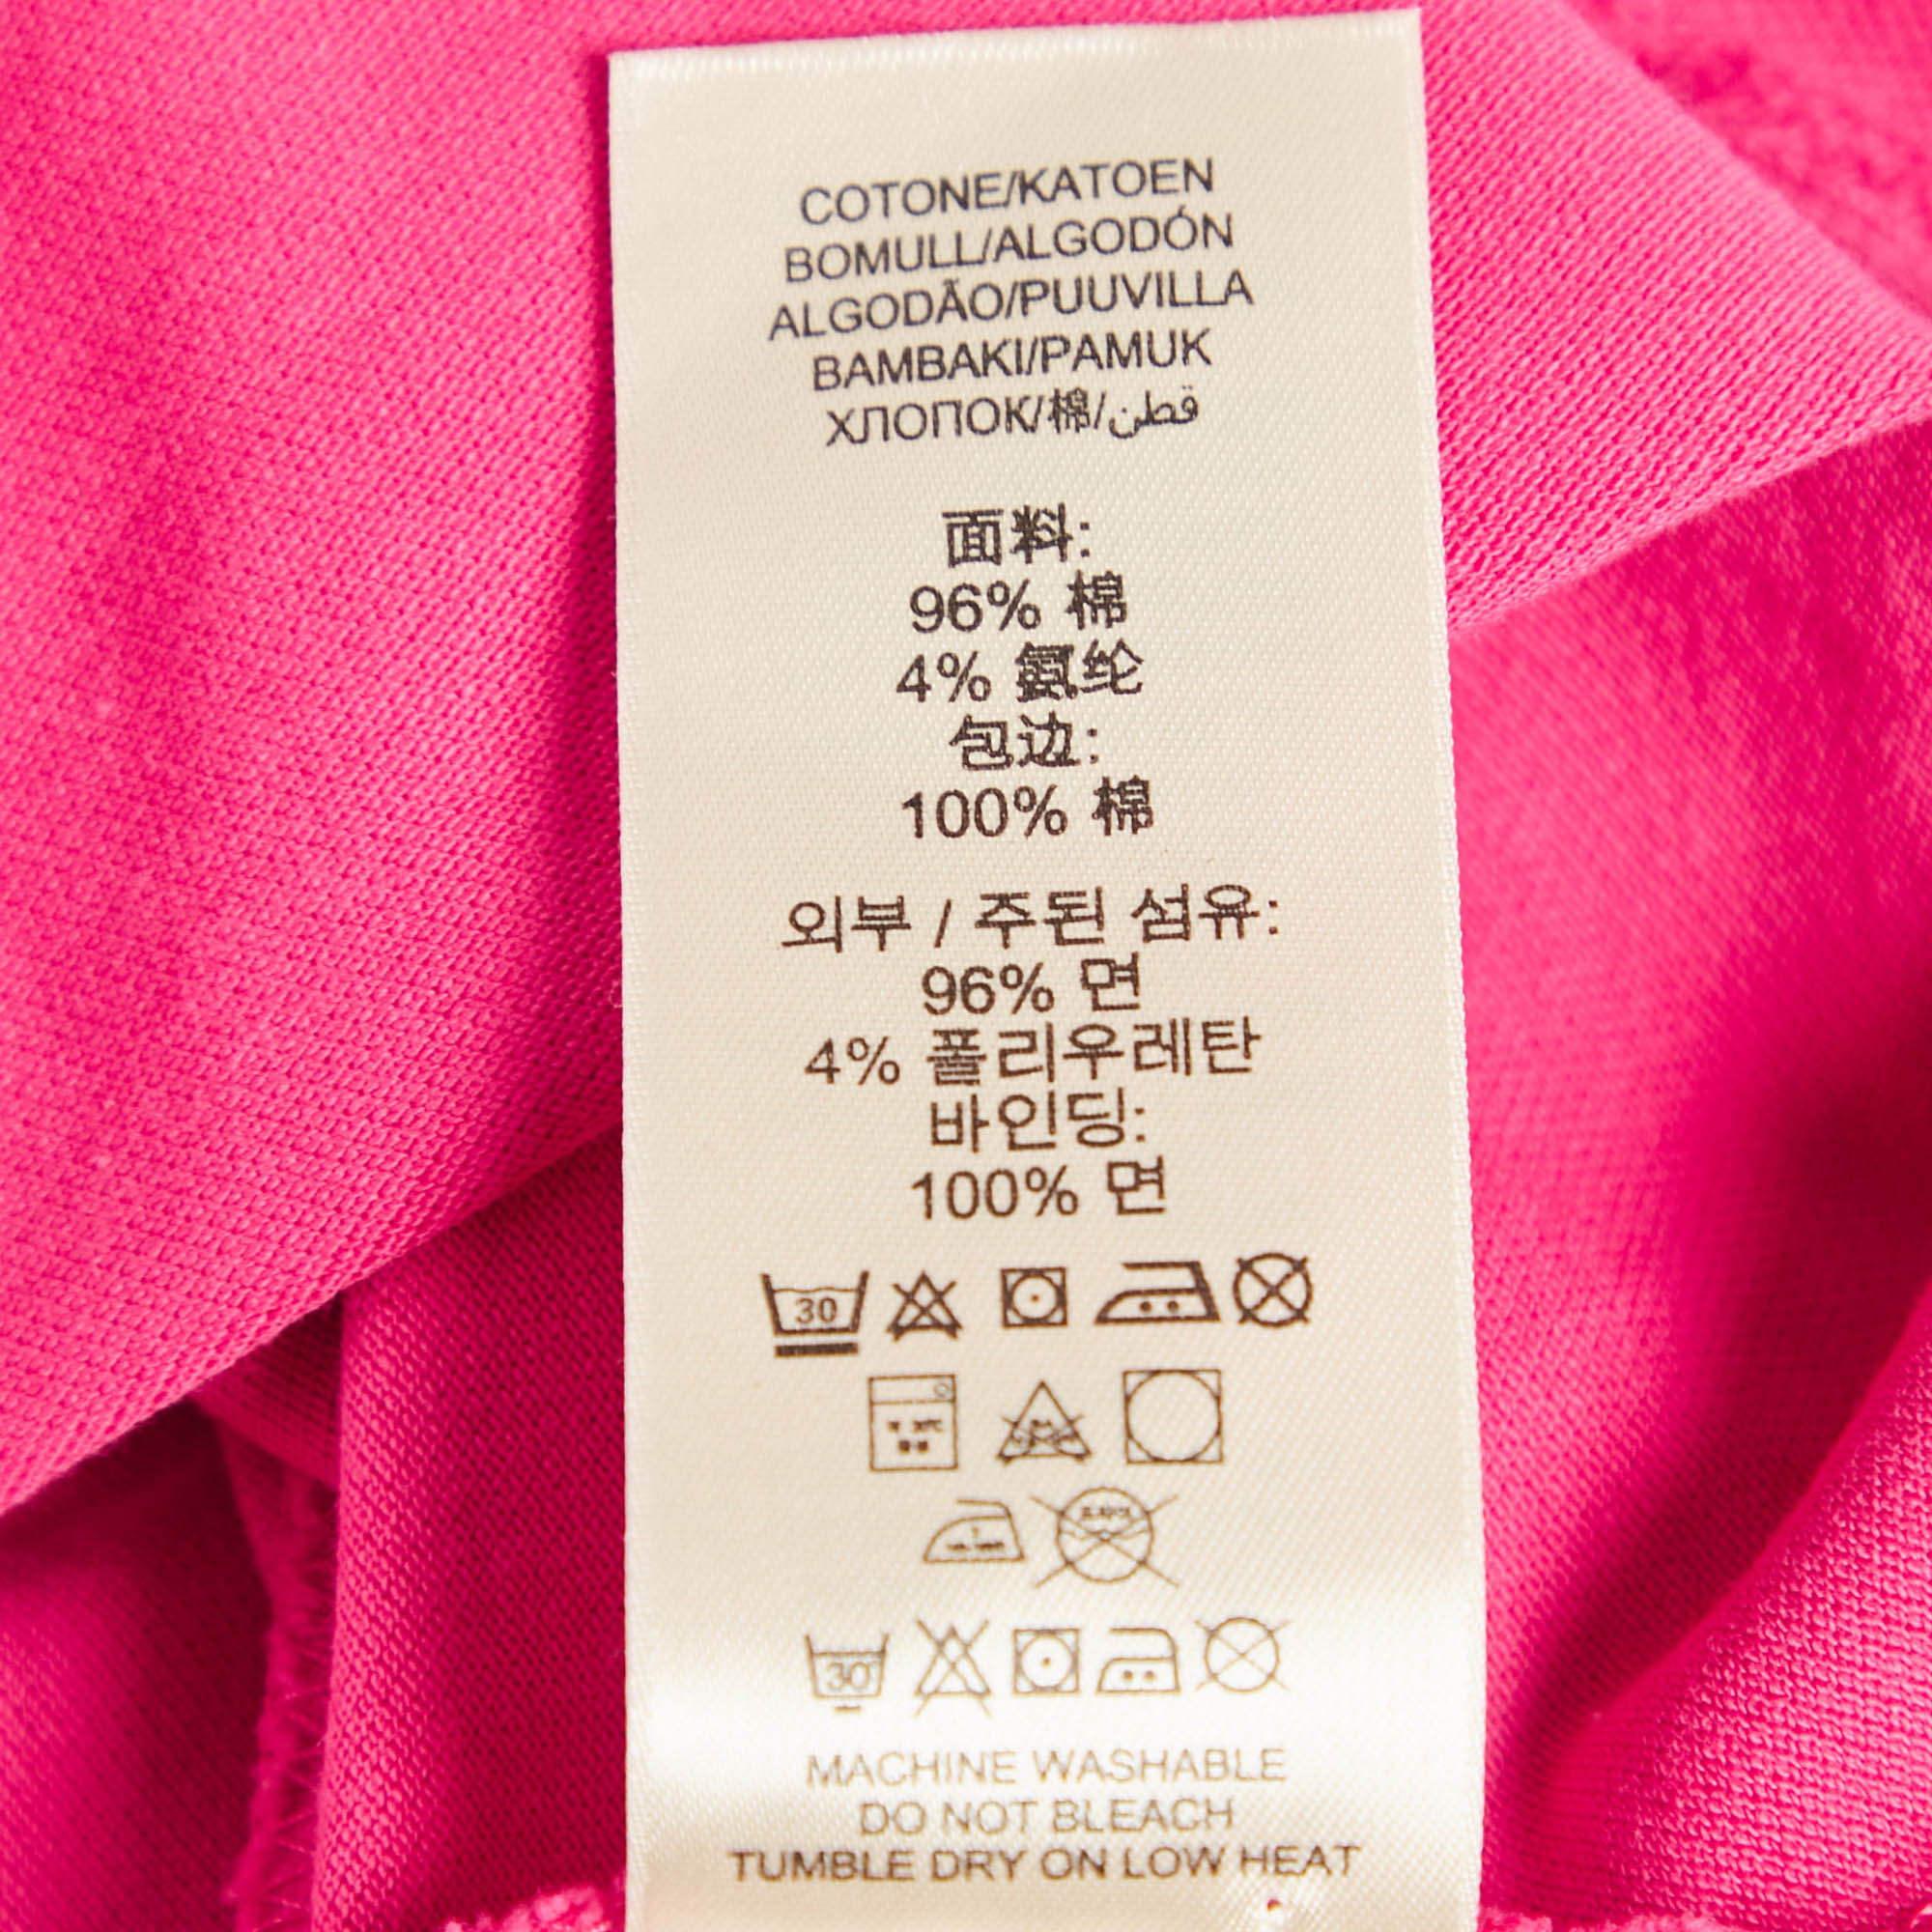 COTONE/KATOEN
BOMULL/ALGODÓN
ALGODÃO/PUUVILLA
BAMBAKI/PAMUK
ХЛОПОК/棉/قطن
面料:
96% 棉
4% 氨纶
包边:
100% 棉
외부 / 주된 섬유:
96% 면
4% 폴리우레탄
바인딩:
100% 면
30
30
MACHINE WASHABLE
DO NOT BLEACH
TUMBLE DRY ON LOW HEAT